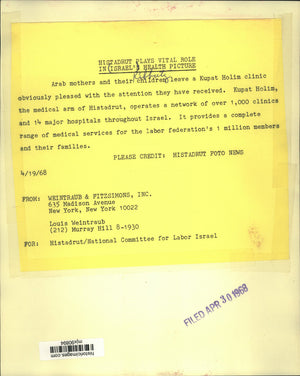 HISTADRUT PLAYS VITAL ROLE
IN (ISRAEL'S) HEALTH PICTURE
Arab mothers and their children leave a Kupat Holim clinic
obviously pleased with the attention they have received. Kupat Holim,
the medical arm of Histadrut, operates a network of over 1,000 clinics
and 14 major hospitals throughout Israel. It provides a complete
range of medical services for the labor federation's 1 million members
and their families.
PLEASE CREDIT: HISTADRUT FOTO NEWS
4/19/68
FROM: WEINTRAUB & FITZSIMONS, INC.
635 Madison Avenue
New York, New York 10022
Louis Weintraub
(212) Murray Hill 8-1930
FOR: Histadrut/National Committee for Labor Israel
FILED APR 30 1968
historicimages.com